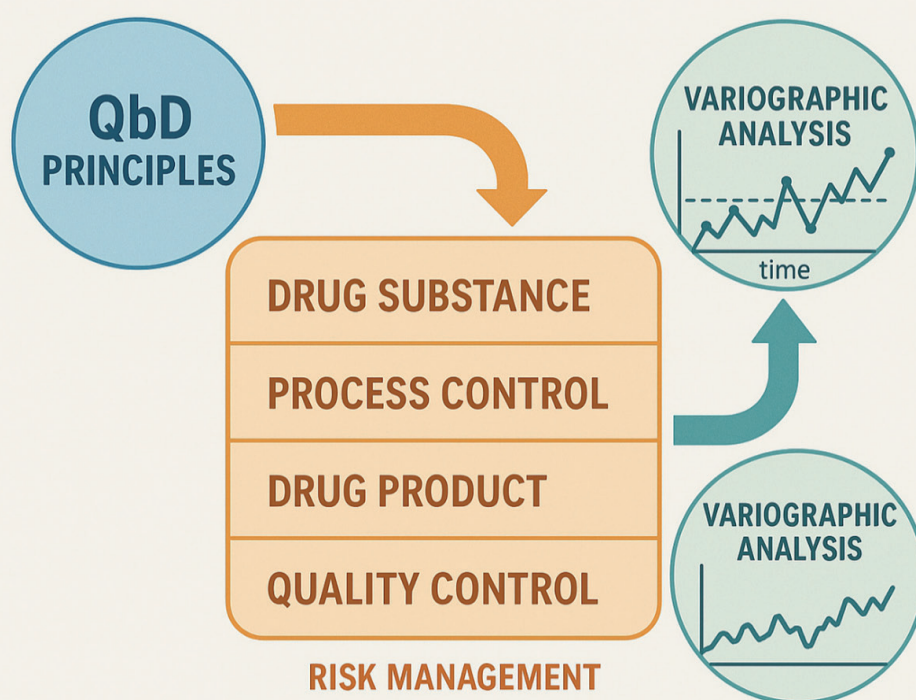 QbD
PRINCIPLES
VARIOGRAPHIC
ANALYSIS
time
DRUG SUBSTANCE
PROCESS CONTROL
DRUG PRODUCT
QUALITY CONTROL
VARIOGRAPHIC
ANALYSIS
RISK MANAGEMENT